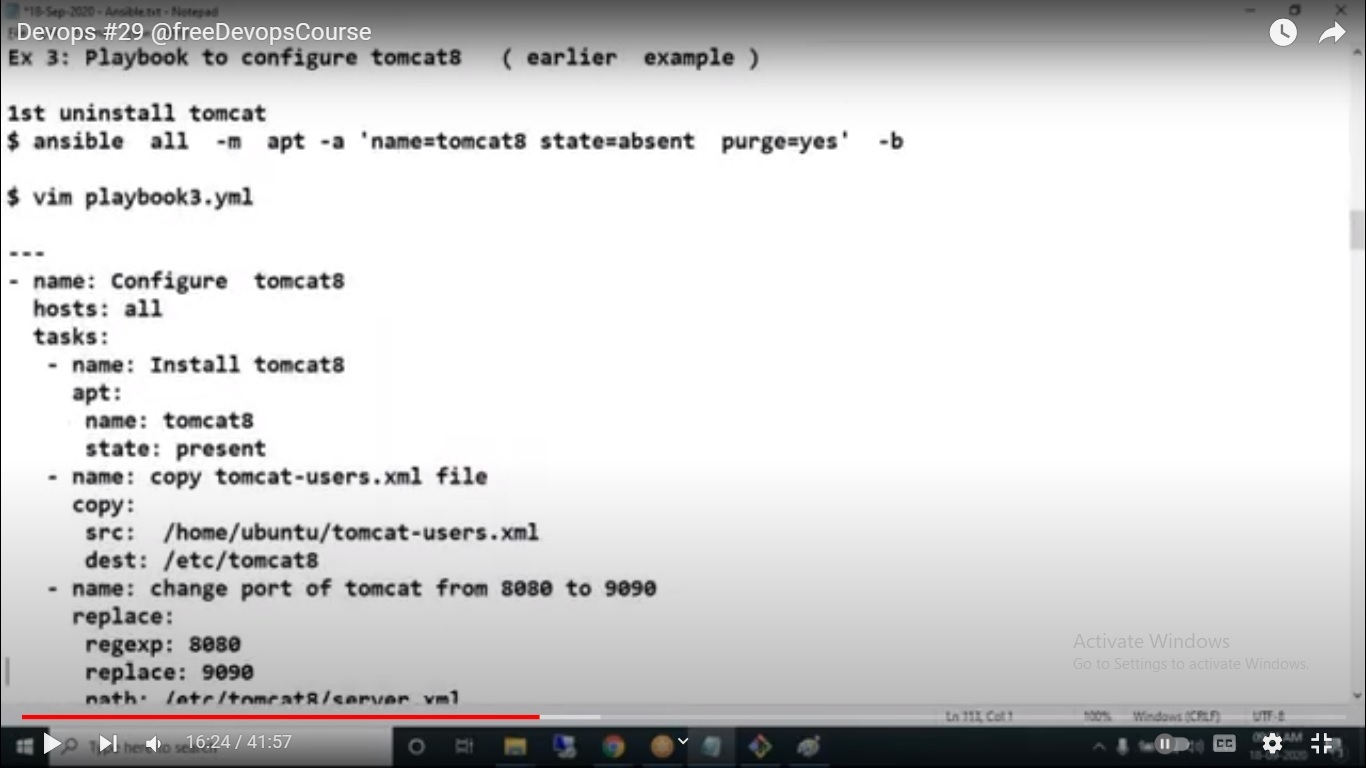 *18-Sep-2020 - Ansible.txt - Notepad
Devops #29 @freeDevopsCourse
Ex 3: Playbook to configure tomcat8   ( earlier  example )
1st uninstall tomcat
$ ansible  all  -m  apt -a 'name=tomcat8 state=absent  purge=yes'  -b
$ vim playbook3.yml
---
- name: Configure  tomcat8
  hosts: all
  tasks:
   - name: Install tomcat8
     apt:
      name: tomcat8
      state: present
   - name: copy tomcat-users.xml file
     copy:
      src:  /home/ubuntu/tomcat-users.xml
      dest: /etc/tomcat8
   - name: change port of tomcat from 8080 to 9090
     replace:
      regexp: 8080
      replace: 9090
      path: /etc/tomcat8/server.xml
Activate Windows
Go to Settings to activate Windows.
Ln 113, Col 1 100% Windows (CRLF) UTF-8
Type here to search
16:24 / 41:57
CC
18-09-2020